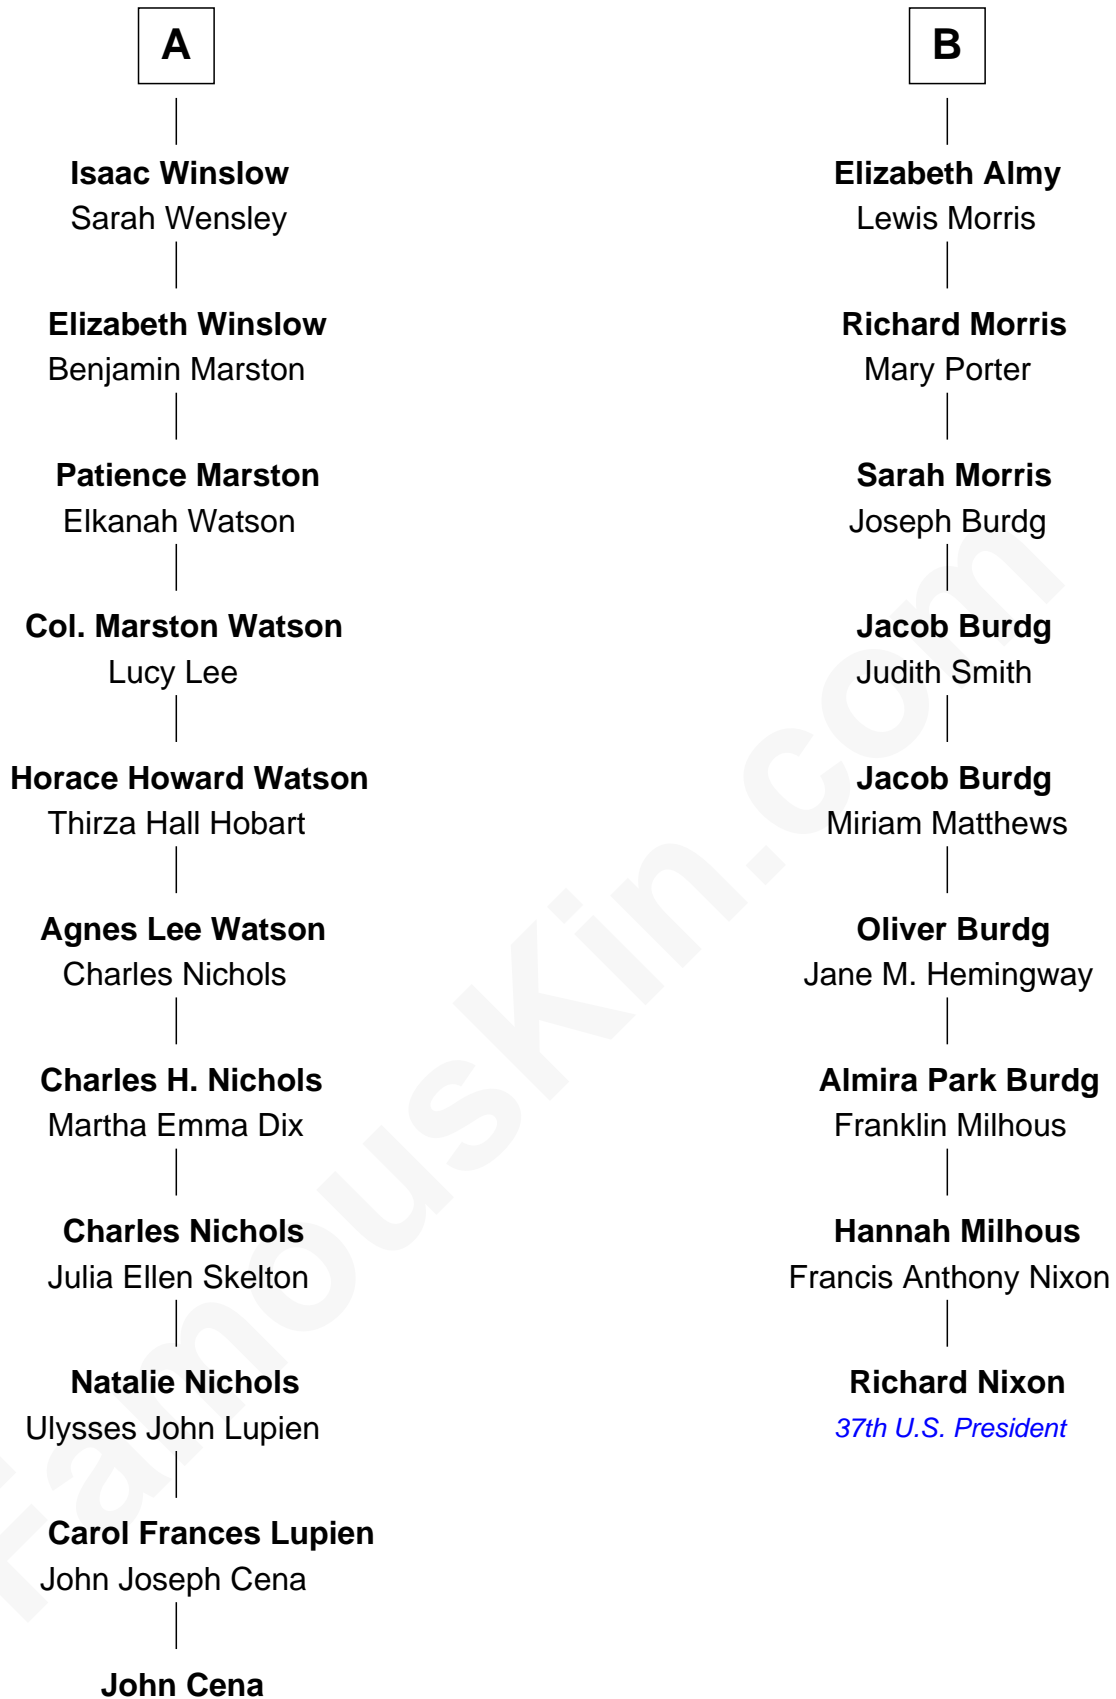 A
Isaac Winslow
Sarah Wensley
Elizabeth Winslow
Benjamin Marston
Patience Marston
Elkanah Watson
Col. Marston Watson
Lucy Lee
Horace Howard Watson
Thirza Hall Hobart
Agnes Lee Watson
Charles Nichols
Charles H. Nichols
Martha Emma Dix
Charles Nichols
Julia Ellen Skelton
Natalie Nichols
Ulysses John Lupien
Carol Frances Lupien
John Joseph Cena
John Cena
B
Elizabeth Almy
Lewis Morris
Richard Morris
Mary Porter
Sarah Morris
Joseph Burdg
Jacob Burdg
Judith Smith
Jacob Burdg
Miriam Matthews
Oliver Burdg
Jane M. Hemingway
Almira Park Burdg
Franklin Milhous
Hannah Milhous
Francis Anthony Nixon
Richard Nixon
37th U.S. President
FamousKin.com